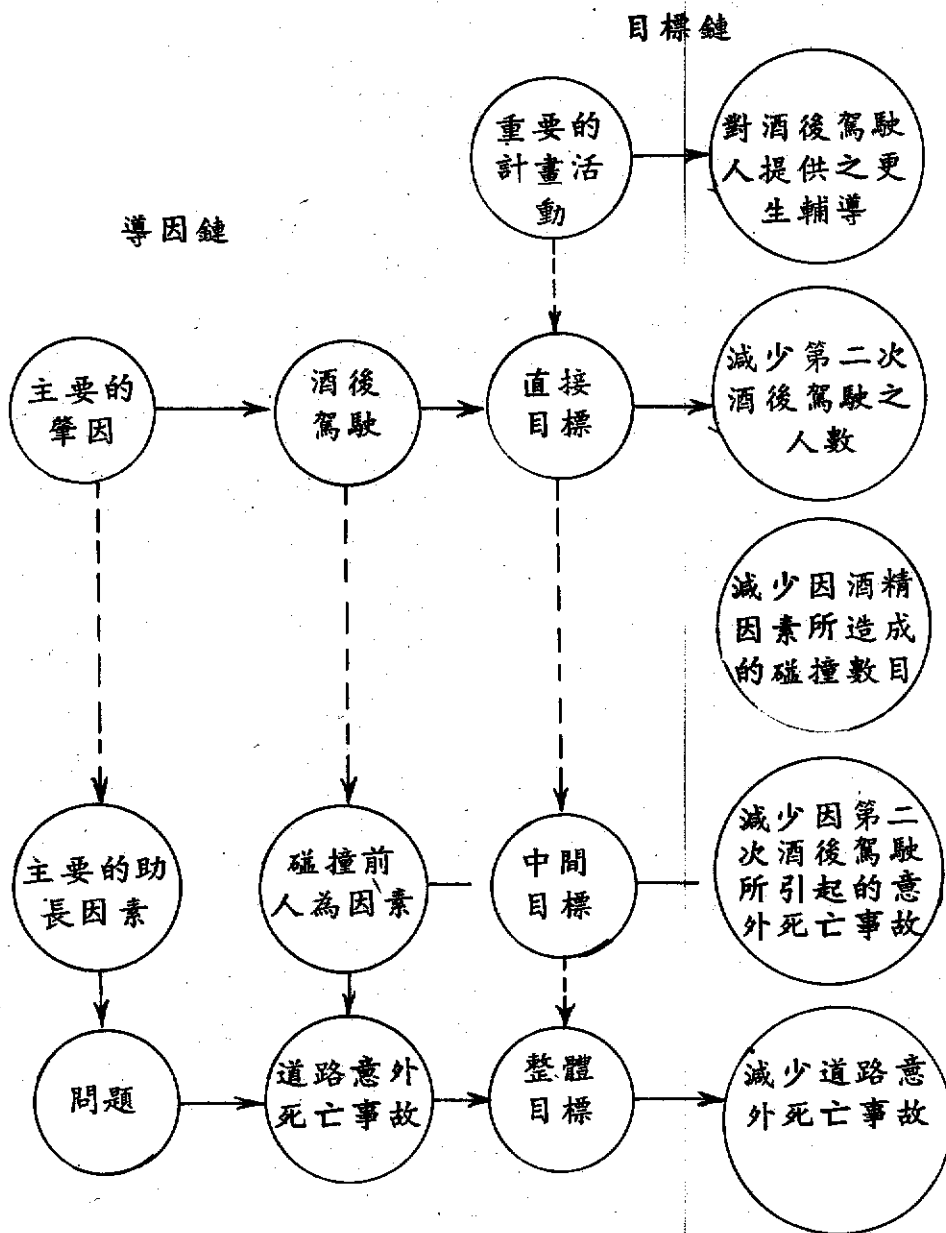 目標鏈
重要的
計畫活
動
對酒後駕駛
人提供之更
生輔導
導因鏈
主要的
肇因
酒後
駕駛
直接
目標
減少第二次
酒後駕駛之
人數
減少因酒精
因素所造成
的碰撞數目
主要的助
長因素
碰撞前
人為因素
中間
目標
減少因第二
次酒後駕駛
所引起的意
外死亡事故
問題
道路意外
死亡事故
整體
目標
減少道路意
外死亡事故